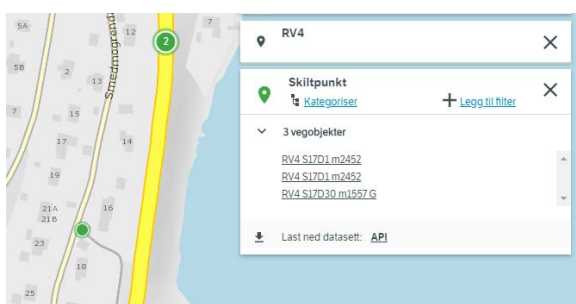 5A
12
7
2
5B
2
13
Smedmogergrenda
7
15
17
14
19
21A
21B
16
23
18
25
RV4
Skiltpunkt
Kategoriser
Legg til filter
3 vegobjekter
RV4 S17D1 m2452
RV4 S17D1 m2452
RV4 S17D30 m1557 G
Last ned datasett: API